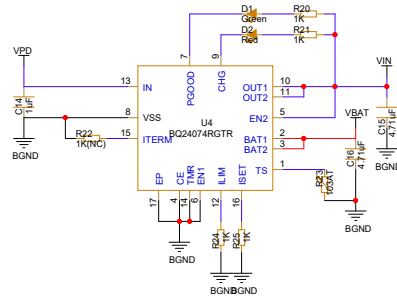 D1
Green
R20
1K
D2
Red
R21
1K
VPD
7
9
VIN
PGOOD
CHG
13
IN
OUT1
10
OUT2
11
C14
1uF
8
VSS
U4
BQ24074RGTR
EN2
5
VBAT
C15
4.71uF
R22
1K(NC)
15
ITERM
BAT1
2
BAT2
3
BGND
TS
1
C16
4.71uF
R23
103AT
BGND
EP
CE
TMR
EN1
ILIM
ISET
17
4
14
6
12
16
R24
1K
R25
1K
BGND
BGND
BGND
BGND